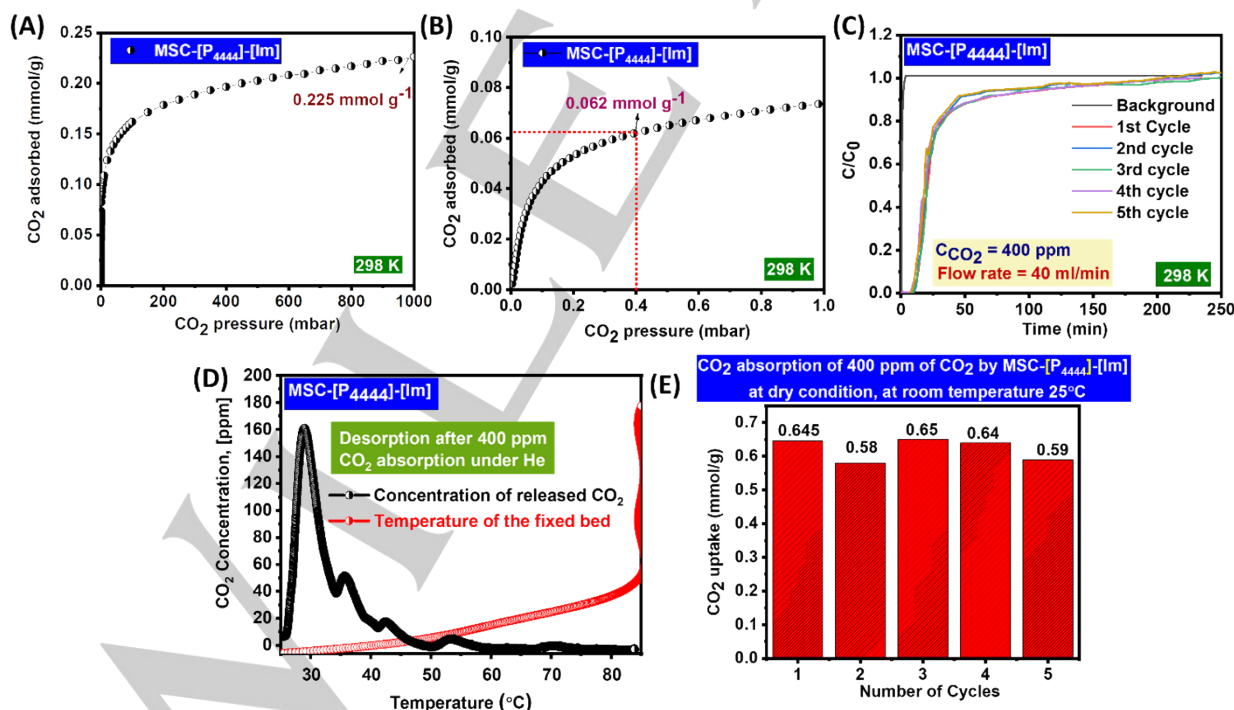 (A)
MSC-[P4444]-[Im]
0.225 mmol g-1
298 K
CO2 adsorbed (mmol/g)
0.25
0.20
0.15
0.10
0.05
0.00
0 200 400 600 800 1000
CO2 pressure (mbar)
(B)
MSC-[P4444]-[Im]
0.062 mmol g-1
298 K
CO2 adsorbed (mmol/g)
0.10
0.08
0.06
0.04
0.02
0.00
0.0 0.2 0.4 0.6 0.8 1.0
CO2 pressure (mbar)
(C)
MSC-[P4444]-[Im]
Background
1st Cycle
2nd cycle
3rd cycle
4th cycle
5th cycle
CCO2 = 400 ppm
Flow rate = 40 ml/min
298 K
C/C0
1.2
1.0
0.8
0.6
0.4
0.2
0.0
0 50 100 150 200 250
Time (min)
(D)
MSC-[P4444]-[Im]
Desorption after 400 ppm
CO2 absorption under He
Concentration of released CO2
Temperature of the fixed bed
CO2 Concentration, [ppm]
200
180
160
140
120
100
80
60
40
20
0
30 40 50 60 70 80
Temperature (°C)
(E)
CO2 absorption of 400 ppm of CO2 by MSC-[P4444]-[Im]
at dry condition, at room temperature 25°C
0.645 0.58 0.65 0.64 0.59
CO2 uptake (mmol/g)
0.7
0.6
0.5
0.4
0.3
0.2
0.1
0.0
1 2 3 4 5
Number of Cycles